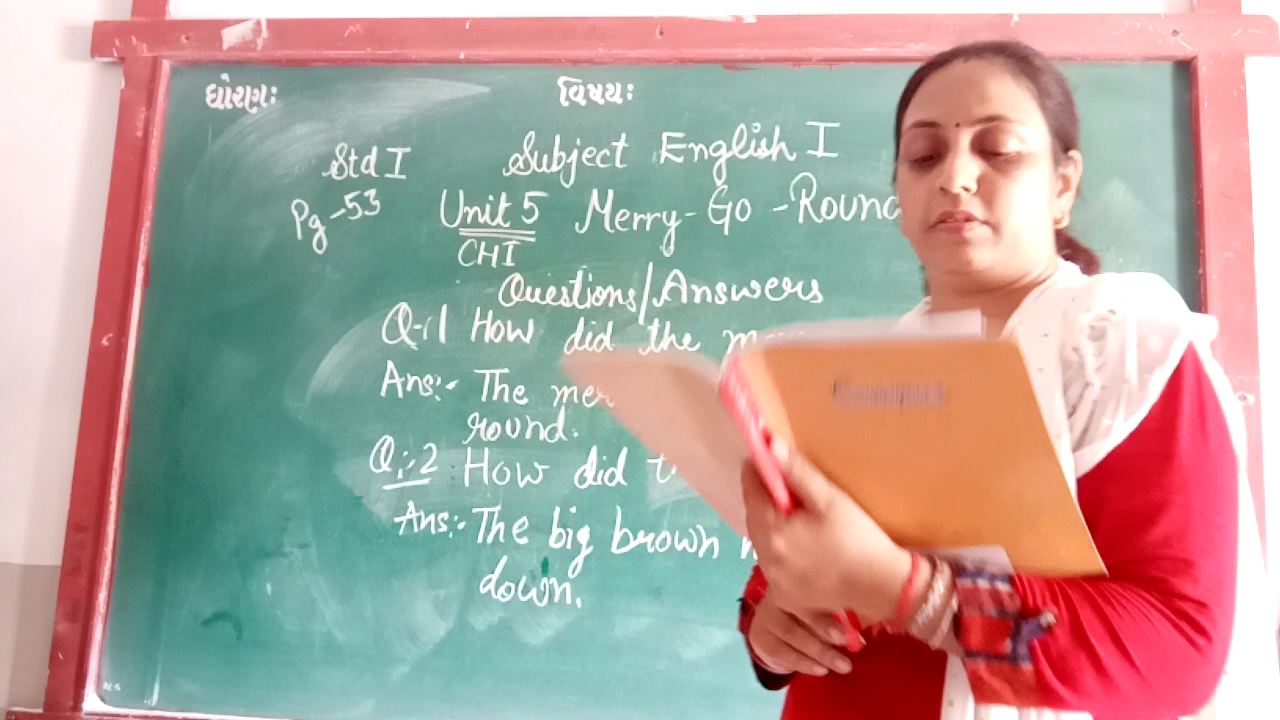 ધોરણ: વિષય:
Std I Subject English I
Pg-53 Unit 5 Merry-Go-Round
CHI
Questions/Answers
Q-:1 How did the
Ans:- The
round.
Q:-2 How did
Ans:- The big brown
down.